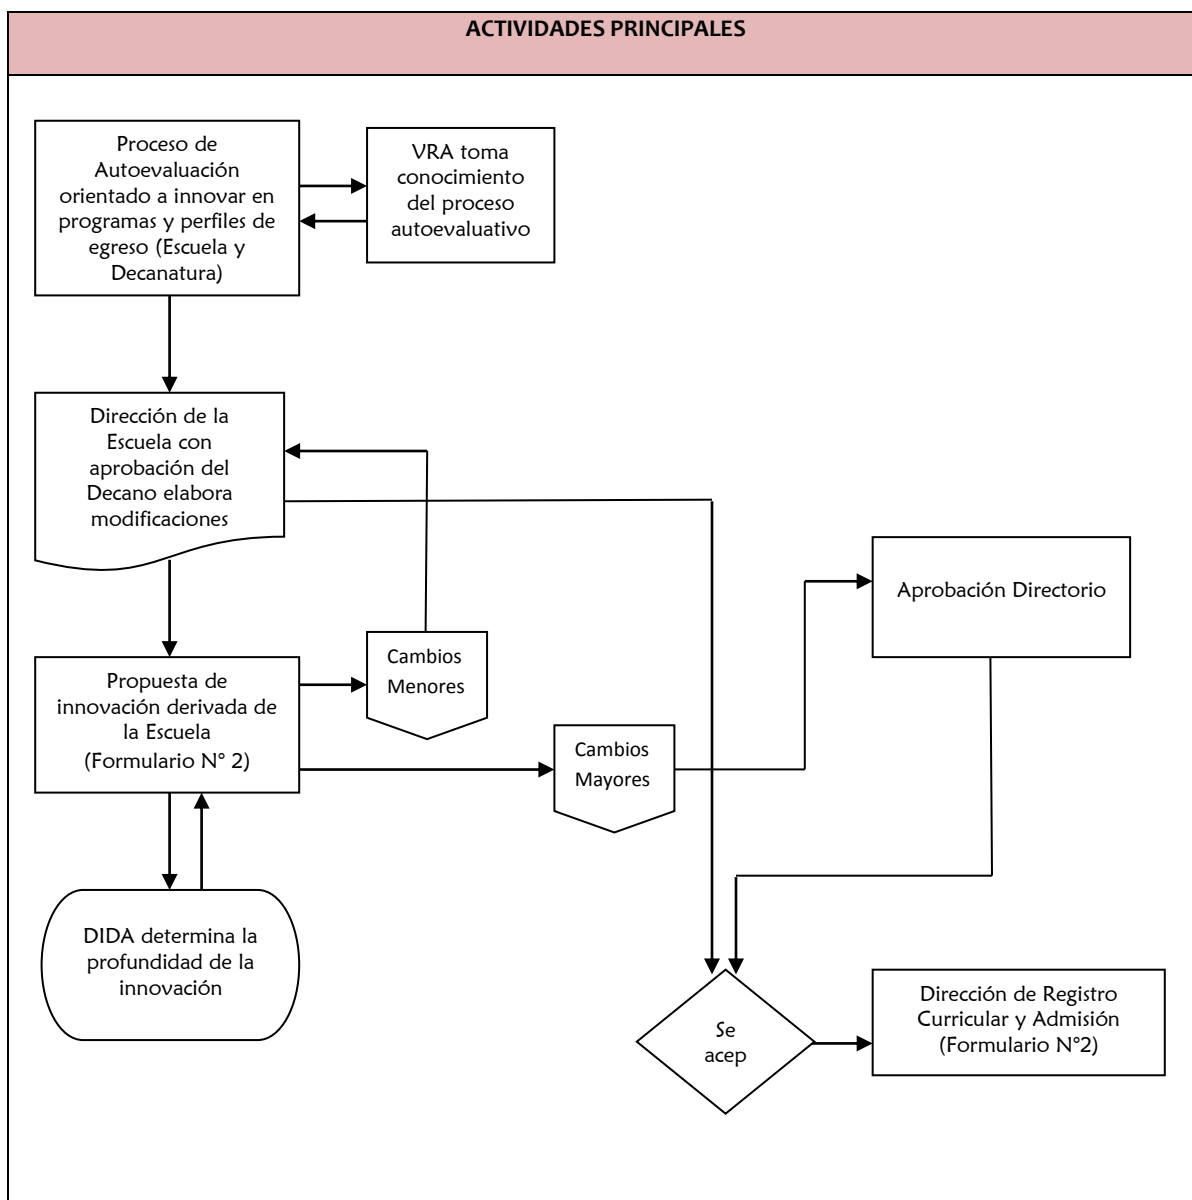 ACTIVIDADES PRINCIPALES
Proceso de
Autoevaluación
orientado a innovar en
programas y perfiles de
egreso (Escuela y
Decanatura)
VRA toma
conocimiento
del proceso
autoevaluativo
Dirección de la
Escuela con
aprobación del
Decano elabora
modificaciones
Aprobación Directorio
Cambios
Menores
Propuesta de
innovación derivada de
la Escuela
(Formulario N° 2)
Cambios
Mayores
DIDA determina la
profundidad de la
innovación
Se
acep
Dirección de Registro
Curricular y Admisión
(Formulario N°2)